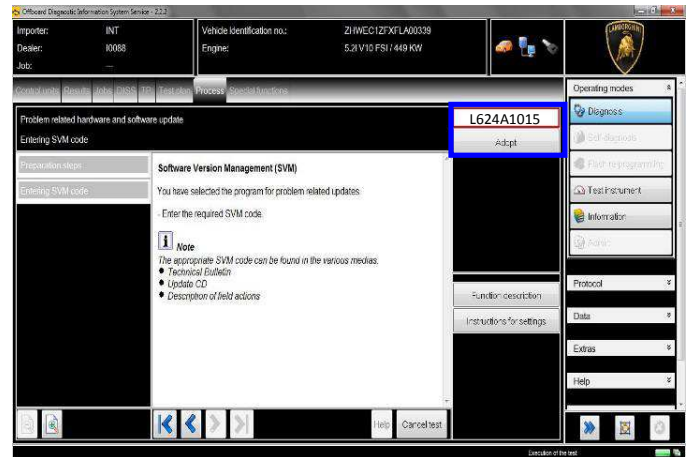 Offboard Diagnostic Information System Service - 2.2.2
Importer: INT
Dealer: I0088
Job: ---
Vehicle Identification no.: ZHWEC1ZFXFLA00339
Engine: 5.2l V10 FSI / 449 KW
LAMBORGHINI
Control units Results Jobs DISS TPI Test plan Process Special functions
Problem related hardware and software update
Entering SVM code
L624A1015
Adopt
Preparation steps
Entering SVM code
Software Version Management (SVM)
You have selected the program for problem related updates.
- Enter the required SVM code.
i Note
The appropriate SVM code can be found in the various medias.
• Technical Bulletin
• Update CD
• Description of field actions
Function description
Instructions for settings
Help
Cancel test
Operating modes
Diagnosis
Self-diagnosis
Flash reprogramming
Test instrument
Information
Admin
Protocol
Data
Extras
Help
Execution of the test